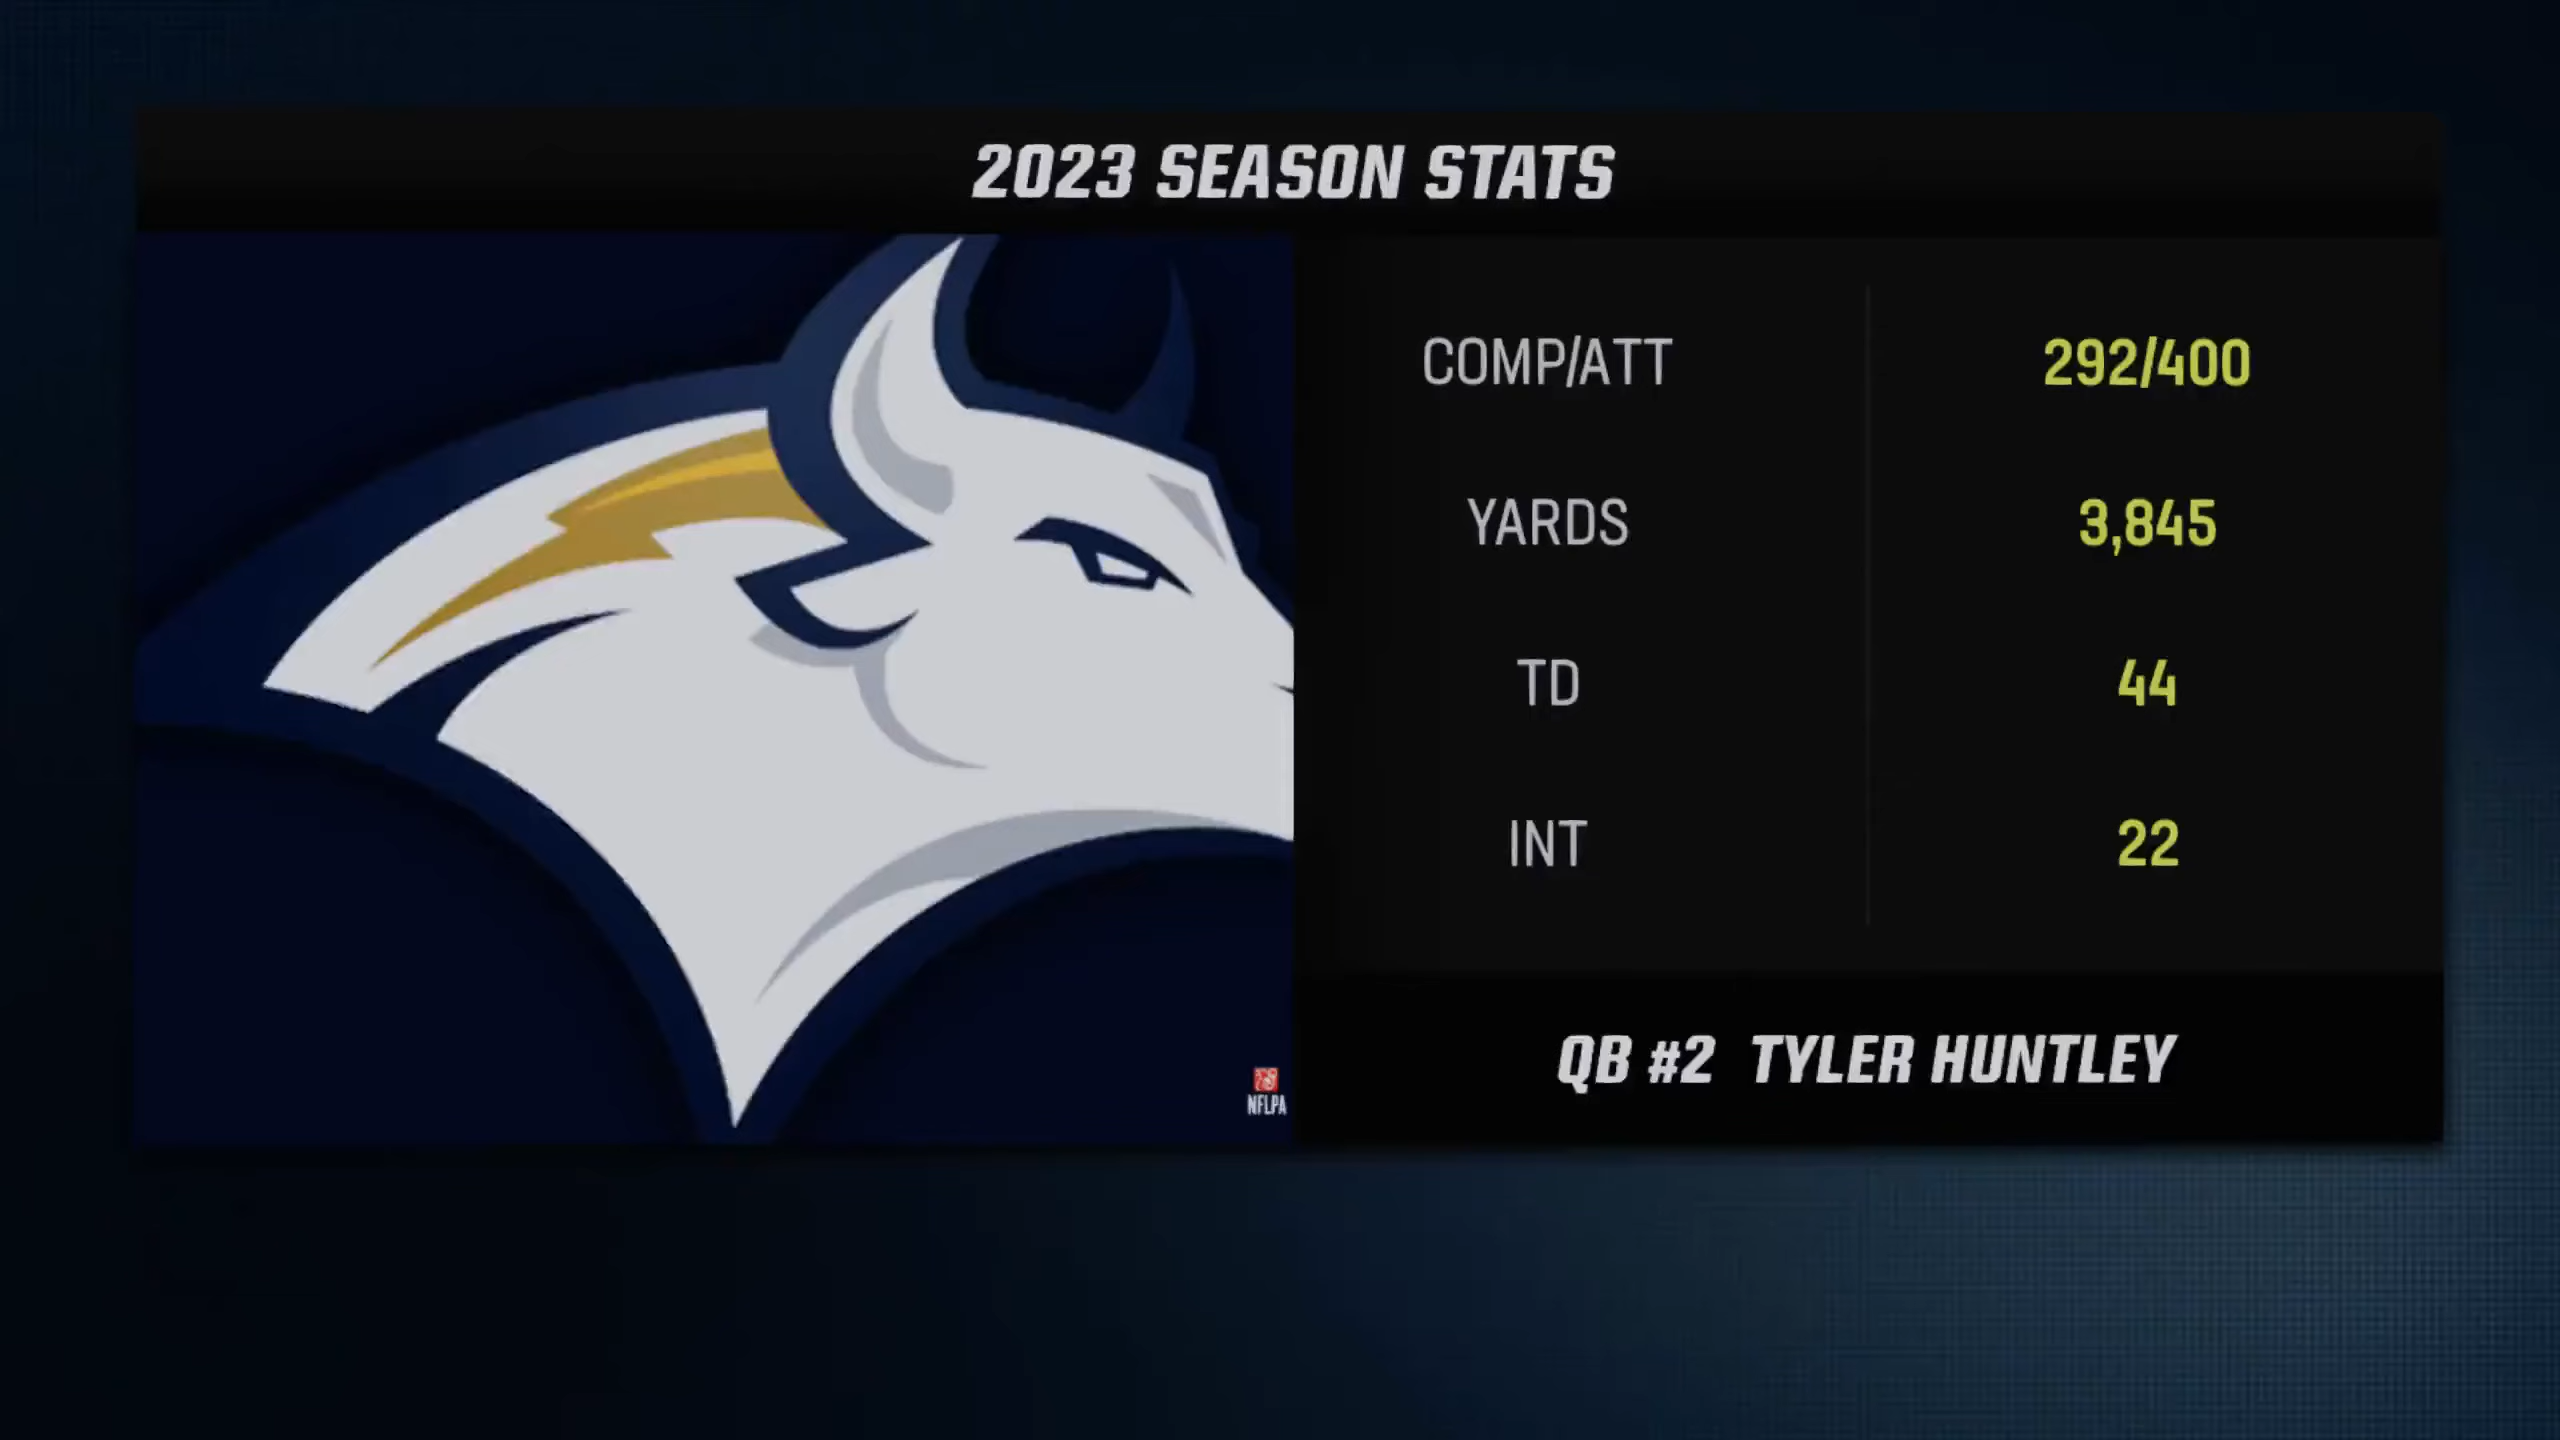 2023 SEASON STATS
COMP/ATT 292/400
YARDS 3,845
TD 44
INT 22
NFLPA
QB #2 TYLER HUNTLEY